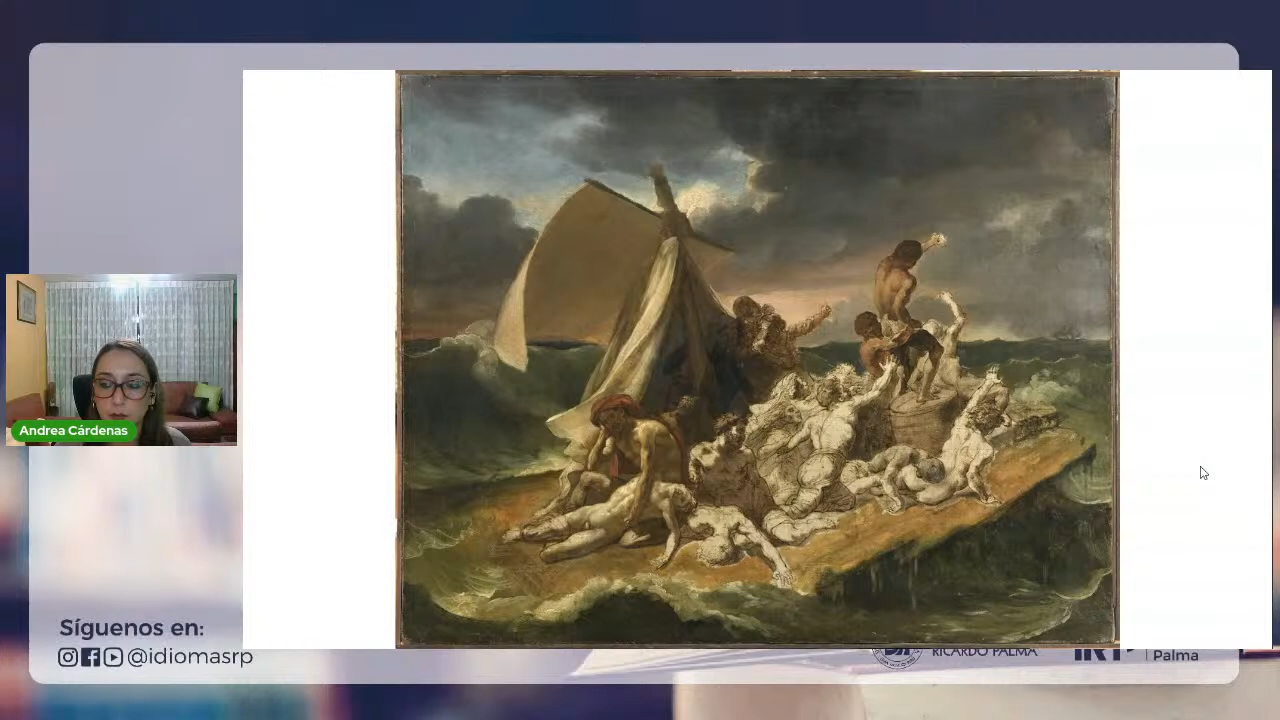 Andrea Cárdenas
Síguenos en:
@idiomasrp
RICARDO PALMA
Palma